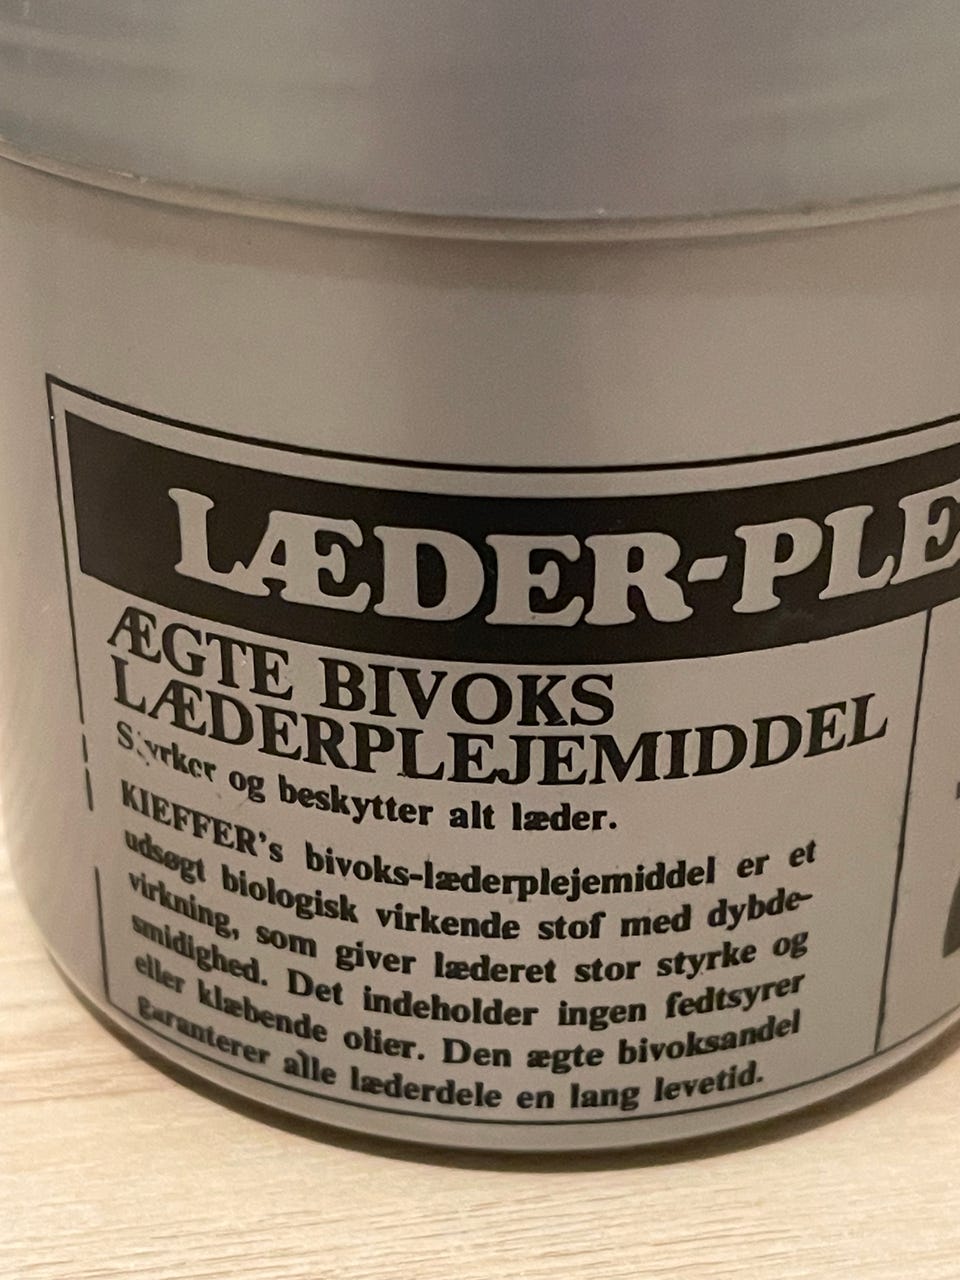 LÆDER-PLE
ÆGTE BIVOKS
LÆDERPLEJEMIDDEL
Styrker og beskytter alt læder.
KIEFFER's bivoks-læderplejemiddel er et
udsøgt biologisk virkende stof med dybde-
virkning, som giver læderet stor styrke og
smidighed. Det indeholder ingen fedtsyrer
eller klæbende olier. Den ægte bivoksandel
garanterer alle læderdele en lang levetid.